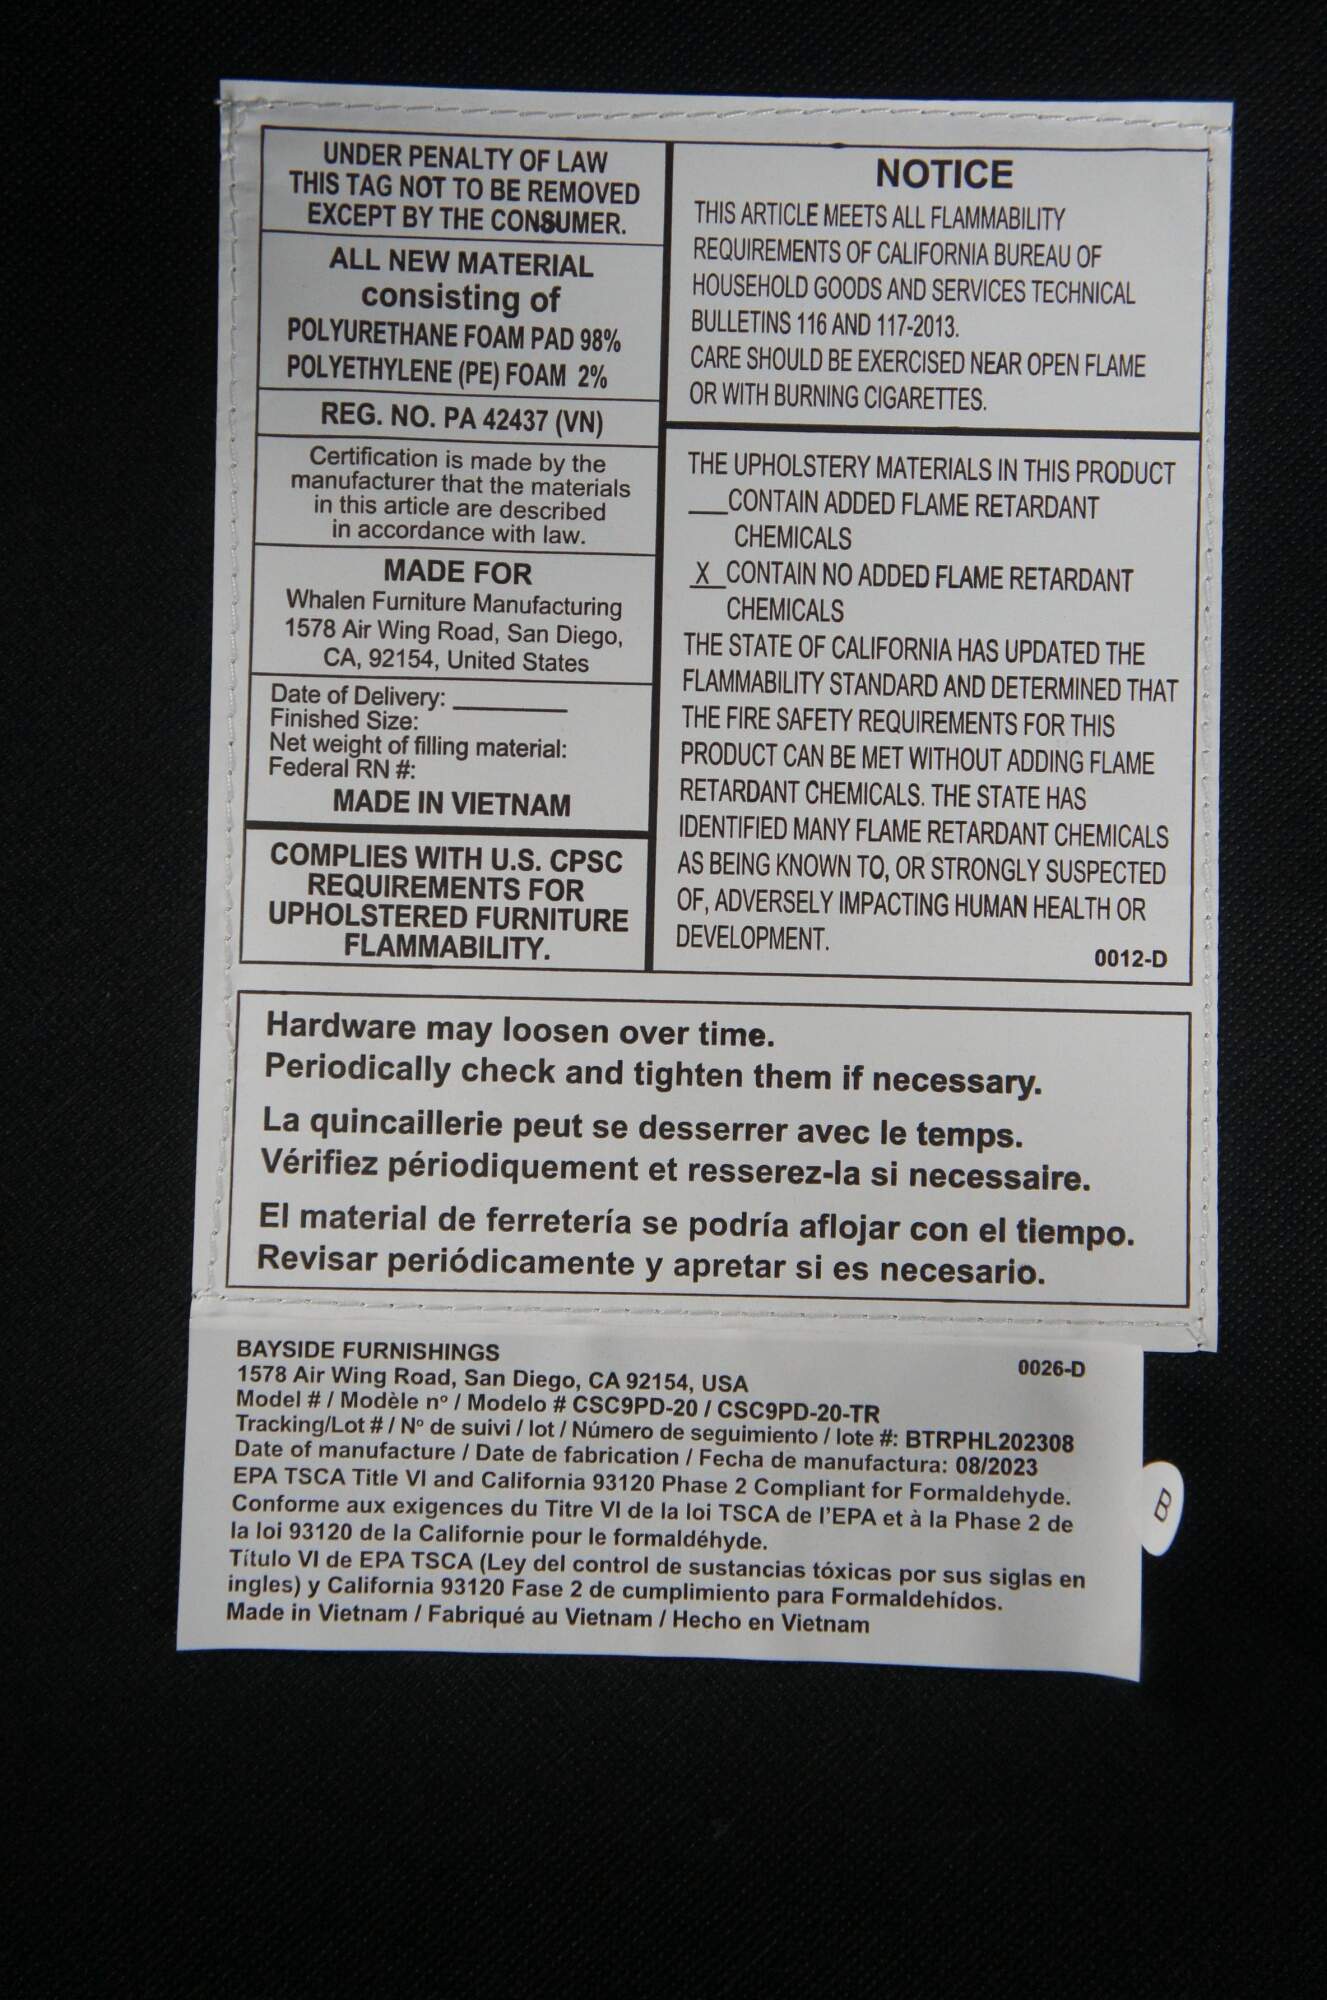 UNDER PENALTY OF LAW
THIS TAG NOT TO BE REMOVED
EXCEPT BY THE CONSUMER.
ALL NEW MATERIAL
consisting of
POLYURETHANE FOAM PAD 98%
POLYETHYLENE (PE) FOAM 2%
REG. NO. PA 42437 (VN)
Certification is made by the
manufacturer that the materials
in this article are described
in accordance with law.
MADE FOR
Whalen Furniture Manufacturing
1578 Air Wing Road, San Diego,
CA, 92154, United States
Date of Delivery: ________
Finished Size:
Net weight of filling material:
Federal RN #:
MADE IN VIETNAM
COMPLIES WITH U.S. CPSC
REQUIREMENTS FOR
UPHOLSTERED FURNITURE
FLAMMABILITY.
NOTICE
THIS ARTICLE MEETS ALL FLAMMABILITY
REQUIREMENTS OF CALIFORNIA BUREAU OF
HOUSEHOLD GOODS AND SERVICES TECHNICAL
BULLETINS 116 AND 117-2013.
CARE SHOULD BE EXERCISED NEAR OPEN FLAME
OR WITH BURNING CIGARETTES.
THE UPHOLSTERY MATERIALS IN THIS PRODUCT
___CONTAIN ADDED FLAME RETARDANT
CHEMICALS
_X_CONTAIN NO ADDED FLAME RETARDANT
CHEMICALS
THE STATE OF CALIFORNIA HAS UPDATED THE
FLAMMABILITY STANDARD AND DETERMINED THAT
THE FIRE SAFETY REQUIREMENTS FOR THIS
PRODUCT CAN BE MET WITHOUT ADDING FLAME
RETARDANT CHEMICALS. THE STATE HAS
IDENTIFIED MANY FLAME RETARDANT CHEMICALS
AS BEING KNOWN TO, OR STRONGLY SUSPECTED
OF, ADVERSELY IMPACTING HUMAN HEALTH OR
DEVELOPMENT.
0012-D
Hardware may loosen over time.
Periodically check and tighten them if necessary.
La quincaillerie peut se desserrer avec le temps.
Vérifiez périodiquement et resserez-la si necessaire.
El material de ferretería se podría aflojar con el tiempo.
Revisar periódicamente y apretar si es necesario.
BAYSIDE FURNISHINGS
0026-D
1578 Air Wing Road, San Diego, CA 92154, USA
Model # / Modèle nº / Modelo # CSC9PD-20 / CSC9PD-20-TR
Tracking/Lot # / Nº de suivi / lot / Número de seguimiento / lote #: BTRPHL202308
Date of manufacture / Date de fabrication / Fecha de manufactura: 08/2023
EPA TSCA Title VI and California 93120 Phase 2 Compliant for Formaldehyde.
Conforme aux exigences du Titre VI de la loi TSCA de l'EPA et à la Phase 2 de
la loi 93120 de la Californie pour le formaldéhyde.
Título VI de EPA TSCA (Ley del control de sustancias tóxicas por sus siglas en
ingles) y California 93120 Fase 2 de cumplimiento para Formaldehídos.
Made in Vietnam / Fabriqué au Vietnam / Hecho en Vietnam
B